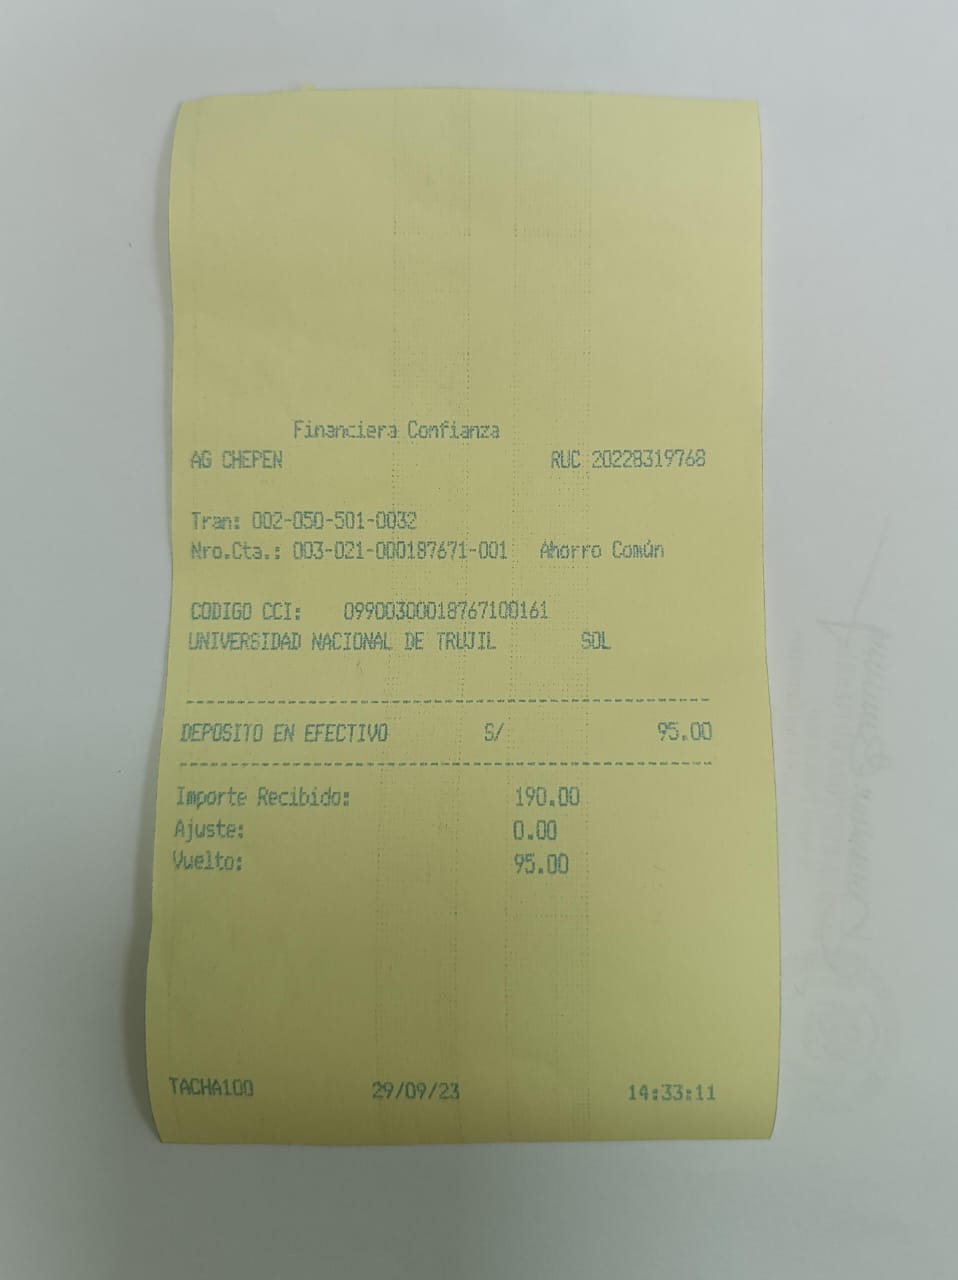 Financiera Confianza
AG CHEPEN RUC 20228319768
Tran: 002-050-501-0032
Nro.Cta.: 003-021-000187671-001 Ahorro Común
CODIGO CCI: 09900300018767100161
UNIVERSIDAD NACIONAL DE TRUJIL SOL
DEPOSITO EN EFECTIVO S/ 95.00
Importe Recibido: 190.00
Ajuste: 0.00
Vuelto: 95.00
TACHA100 29/09/23 14:33:11